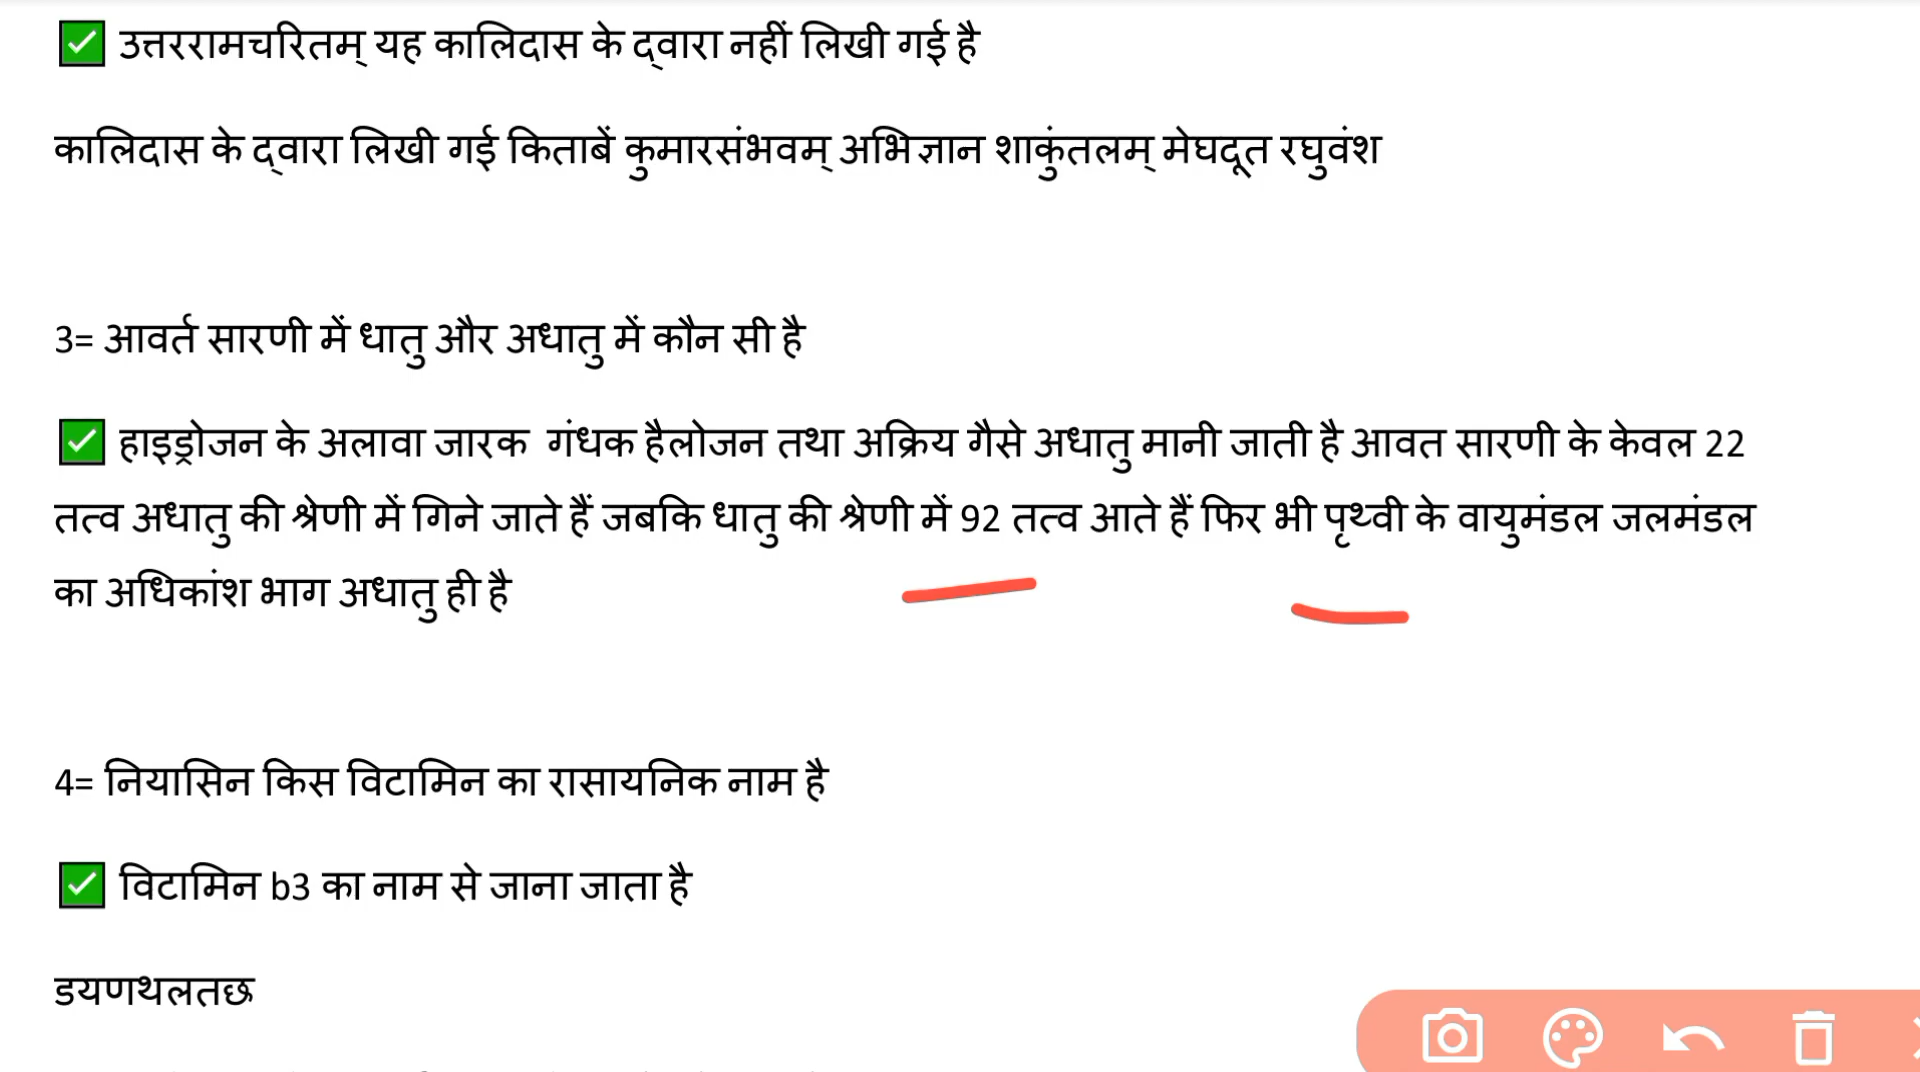 ✅ उत्तररामचरितम् यह कालिदास के द्वारा नहीं लिखी गई है
कालिदास के द्वारा लिखी गई किताबें कुमारसंभवम् अभिज्ञान शाकुंतलम् मेघदूत रघुवंश
3= आवर्त सारणी में धातु और अधातु में कौन सी है
✅ हाइड्रोजन के अलावा जारक गंधक हैलोजन तथा अक्रिय गैसे अधातु मानी जाती है आवत सारणी के केवल 22
तत्व अधातु की श्रेणी में गिने जाते हैं जबकि धातु की श्रेणी में 92 तत्व आते हैं फिर भी पृथ्वी के वायुमंडल जलमंडल
का अधिकांश भाग अधातु ही है
4= नियासिन किस विटामिन का रासायनिक नाम है
✅ विटामिन b3 का नाम से जाना जाता है
डयणथलतछ